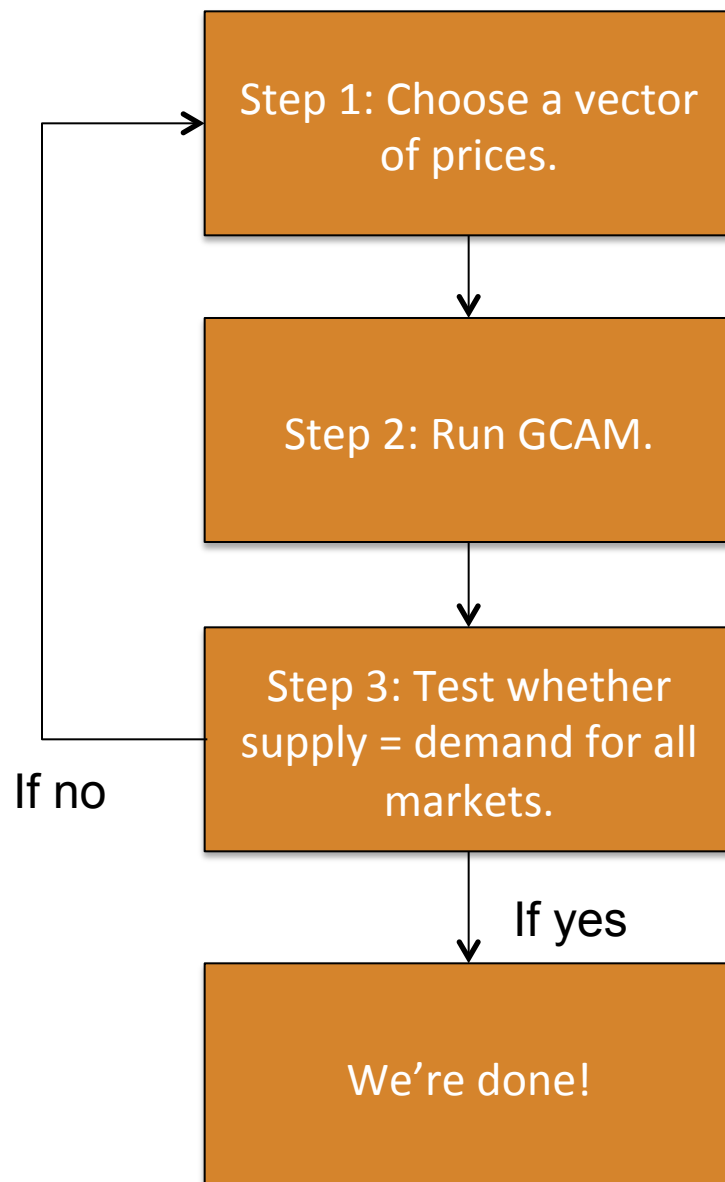 Step 1: Choose a vector
of prices.
Step 2: Run GCAM.
Step 3: Test whether
supply = demand for all
markets.
If no
If yes
We’re done!